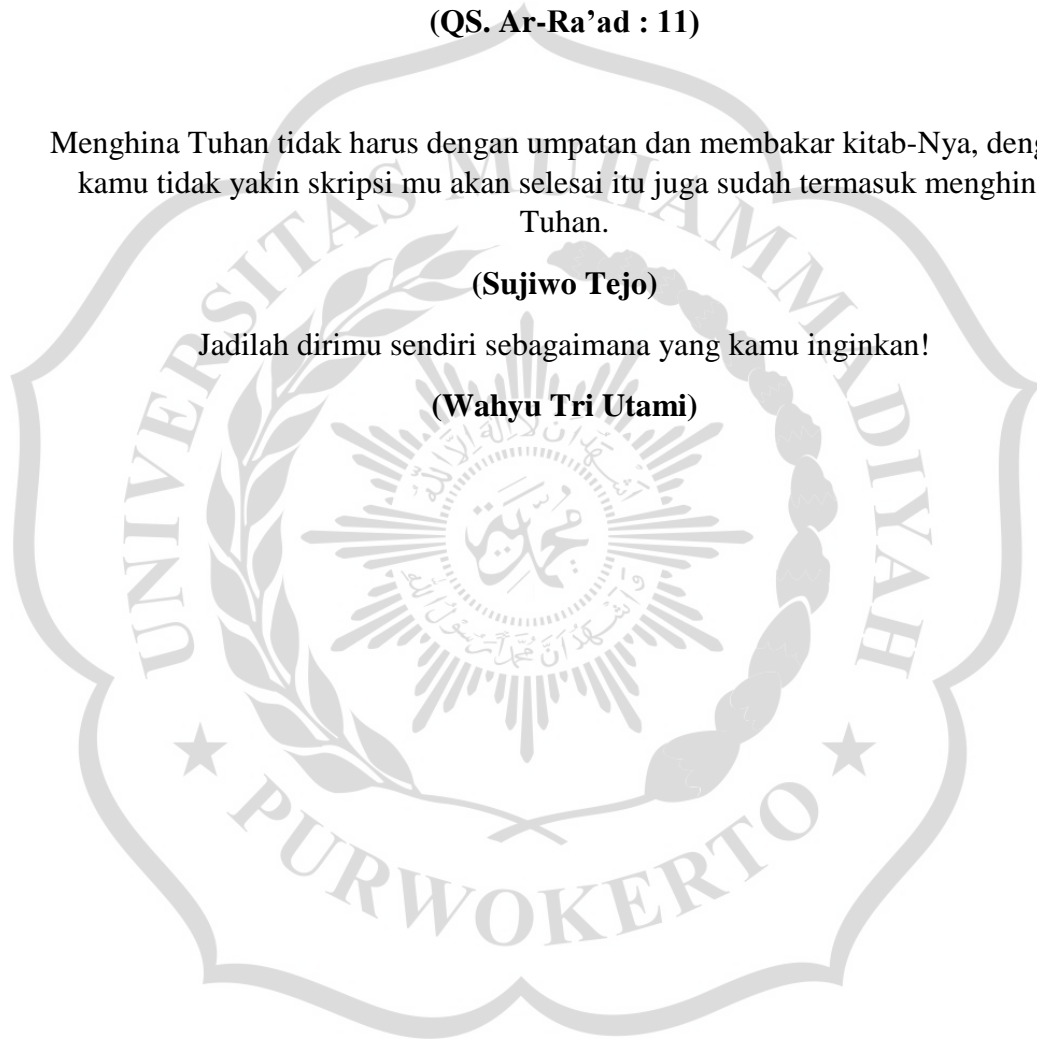 (QS. Ar-Ra’ad : 11)
Menghina Tuhan tidak harus dengan umpatan dan membakar kitab-Nya,
kamu tidak yakin skripsi mu akan selesai itu juga sudah termasuk
Tuhan.
(Sujiwo Tejo)
Jadilah dirimu sendiri sebagaimana yang kamu inginkan!
(Wahyu Tri Utami)
UNIVERSITAS MUHAMMADIYAH
PURWOKERTO